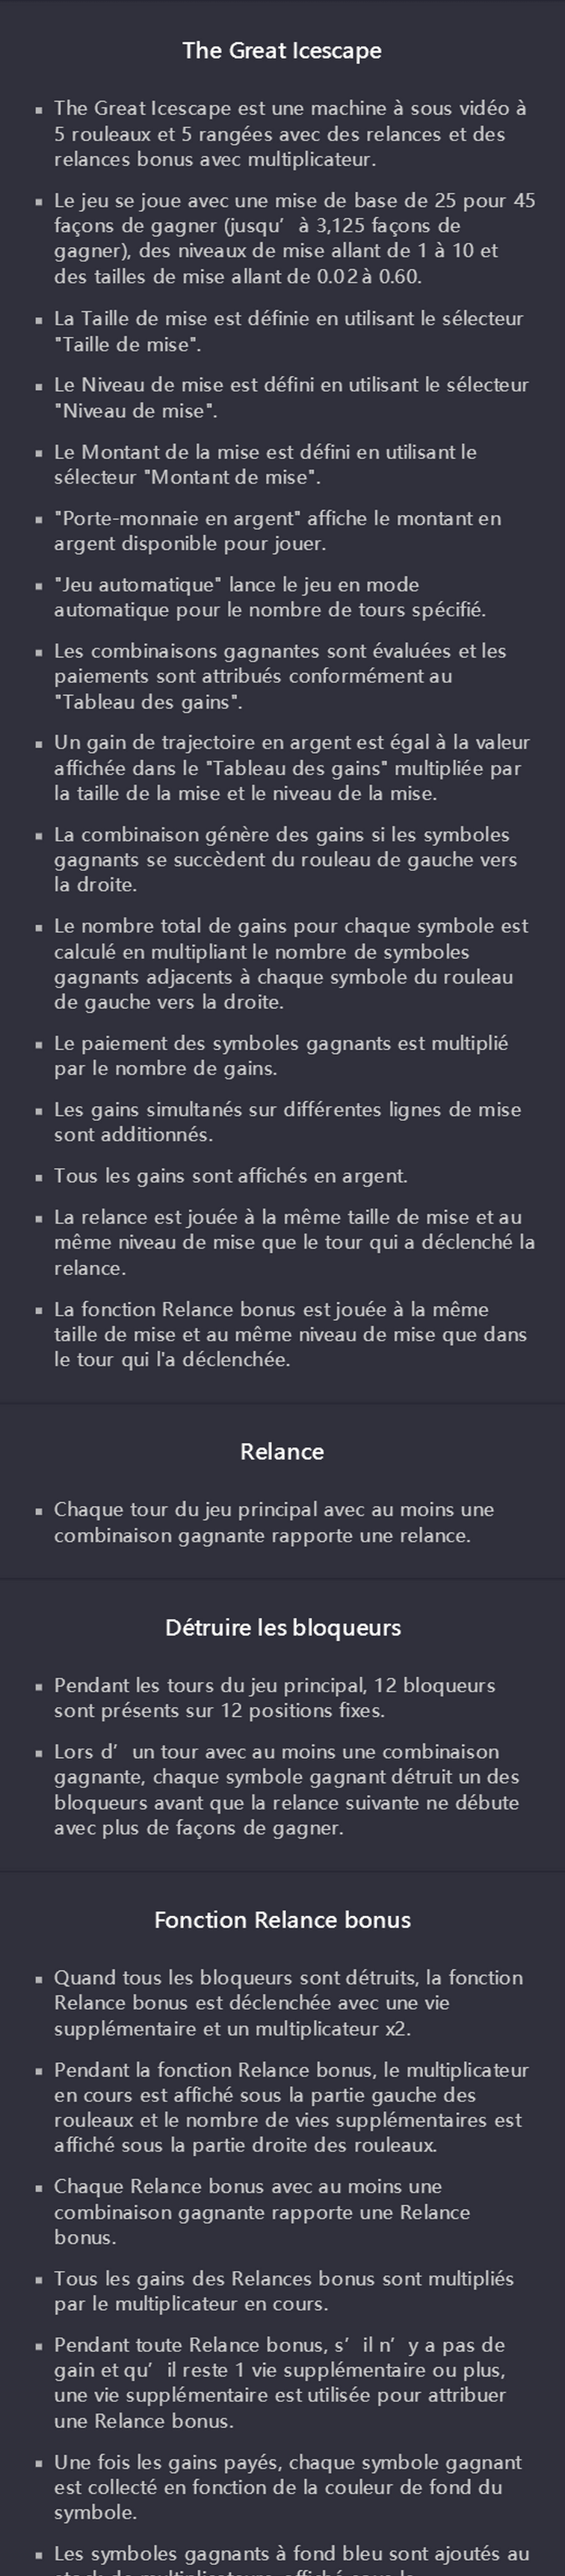 The Great Icescape
The Great Icescape est une machine à sous vidéo à
5 rouleaux et 5 rangées avec des relances et des
relances bonus avec multiplicateur.
Le jeu se joue avec une mise de base de 25 pour 45
façons de gagner (jusqu’ à 3,125 façons de
gagner), des niveaux de mise allant de 1 à 10 et
des tailles de mise allant de 0.02 à 0.60.
La Taille de mise est définie en utilisant le sélecteur
"Taille de mise".
Le Niveau de mise est défini en utilisant le sélecteur
"Niveau de mise".
Le Montant de la mise est défini en utilisant le
sélecteur "Montant de mise".
"Porte-monnaie en argent" affiche le montant en
argent disponible pour jouer.
"Jeu automatique" lance le jeu en mode
automatique pour le nombre de tours spécifié.
Les combinaisons gagnantes sont évaluées et les
paiements sont attribués conformément au
"Tableau des gains".
Un gain de trajectoire en argent est égal à la valeur
affichée dans le "Tableau des gains" multipliée par
la taille de la mise et le niveau de la mise.
La combinaison génère des gains si les symboles
gagnants se succèdent du rouleau de gauche vers
la droite.
Le nombre total de gains pour chaque symbole est
calculé en multipliant le nombre de symboles
gagnants adjacents à chaque symbole du rouleau
de gauche vers la droite.
Le paiement des symboles gagnants est multiplié
par le nombre de gains.
Les gains simultanés sur différentes lignes de mise
sont additionnés.
Tous les gains sont affichés en argent.
La relance est jouée à la même taille de mise et au
même niveau de mise que le tour qui a déclenché la
relance.
La fonction Relance bonus est jouée à la même
taille de mise et au même niveau de mise que dans
le tour qui l'a déclenchée.
Relance
Chaque tour du jeu principal avec au moins une
combinaison gagnante rapporte une relance.
Détruire les bloqueurs
Pendant les tours du jeu principal, 12 bloqueurs
sont présents sur 12 positions fixes.
Lors d’ un tour avec au moins une combinaison
gagnante, chaque symbole gagnant détruit un des
bloqueurs avant que la relance suivante ne débute
avec plus de façons de gagner.
Fonction Relance bonus
Quand tous les bloqueurs sont détruits, la fonction
Relance bonus est déclenchée avec une vie
supplémentaire et un multiplicateur x2.
Pendant la fonction Relance bonus, le multiplicateur
en cours est affiché sous la partie gauche des
rouleaux et le nombre de vies supplémentaires est
affiché sous la partie droite des rouleaux.
Chaque Relance bonus avec au moins une
combinaison gagnante rapporte une Relance
bonus.
Tous les gains des Relances bonus sont multipliés
par le multiplicateur en cours.
Pendant toute Relance bonus, s’ il n’ y a pas de
gain et qu’ il reste 1 vie supplémentaire ou plus,
une vie supplémentaire est utilisée pour attribuer
une Relance bonus.
Une fois les gains payés, chaque symbole gagnant
est collecté en fonction de la couleur de fond du
symbole.
Les symboles gagnants à fond bleu sont ajoutés au